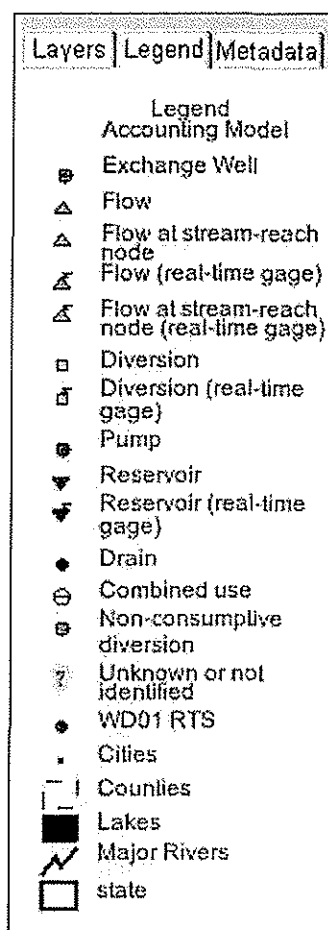 Layers Legend Metadata
Legend
Accounting Model
Exchange Well
Flow
Flow at stream-reach
node
Flow (real-time gage)
Flow at stream-reach
node (real-time gage)
Diversion
Diversion (real-time
gage)
Pump
Reservoir
Reservoir (real-time
gage)
Drain
Combined use
Non-consumptive
diversion
? Unknown or not
identified
WD01 RTS
Cities
Counties
Lakes
Major Rivers
state